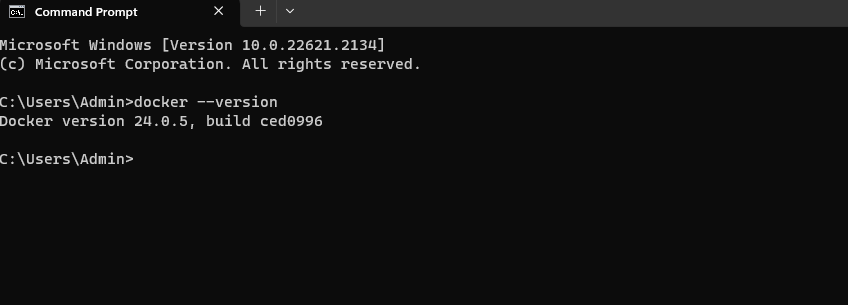 Command Prompt
Microsoft Windows [Version 10.0.22621.2134]
(c) Microsoft Corporation. All rights reserved.
C:\Users\Admin>docker --version
Docker version 24.0.5, build ced0996
C:\Users\Admin>